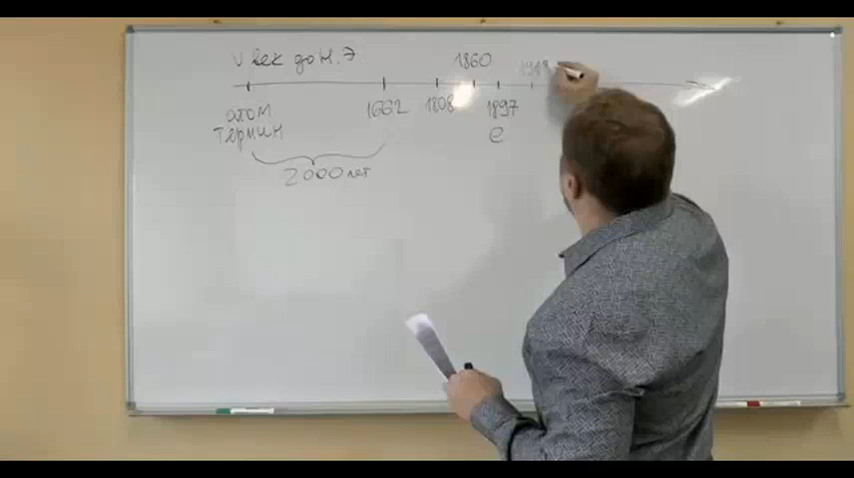 V век до н.э
1860
атом
термин
1662
1808
1897
e
2000 лет